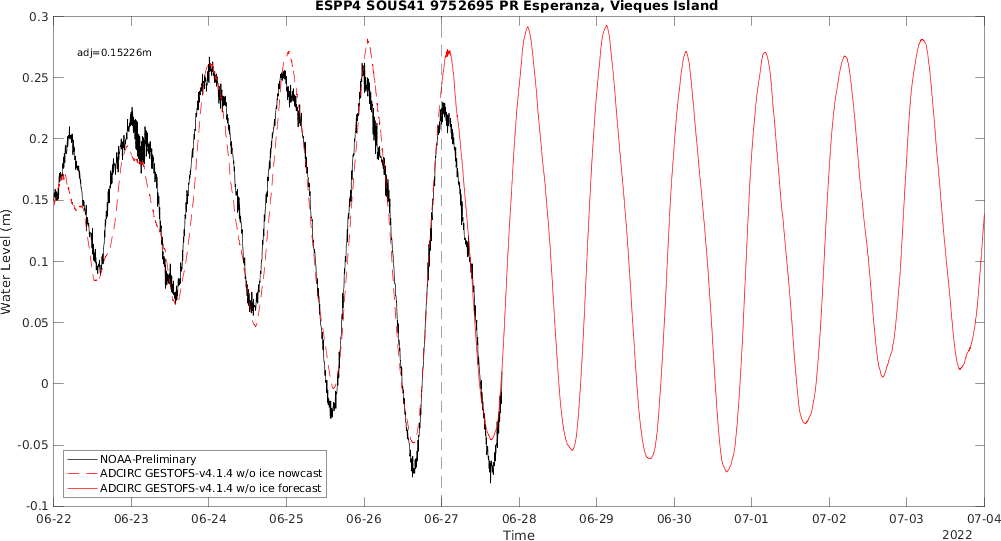 ESPP4 SOUS41 9752695 PR Esperanza, Vieques Island
adj=0.15226m
0.3
0.25
0.2
0.15
0.1
0.05
0
-0.05
-0.1
Water Level (m)
NOAA-Preliminary
ADCIRC GESTOFS-v4.1.4 w/o ice nowcast
ADCIRC GESTOFS-v4.1.4 w/o ice forecast
06-22 06-23 06-24 06-25 06-26 06-27 06-28 06-29 06-30 07-01 07-02 07-03 07-04
Time
2022